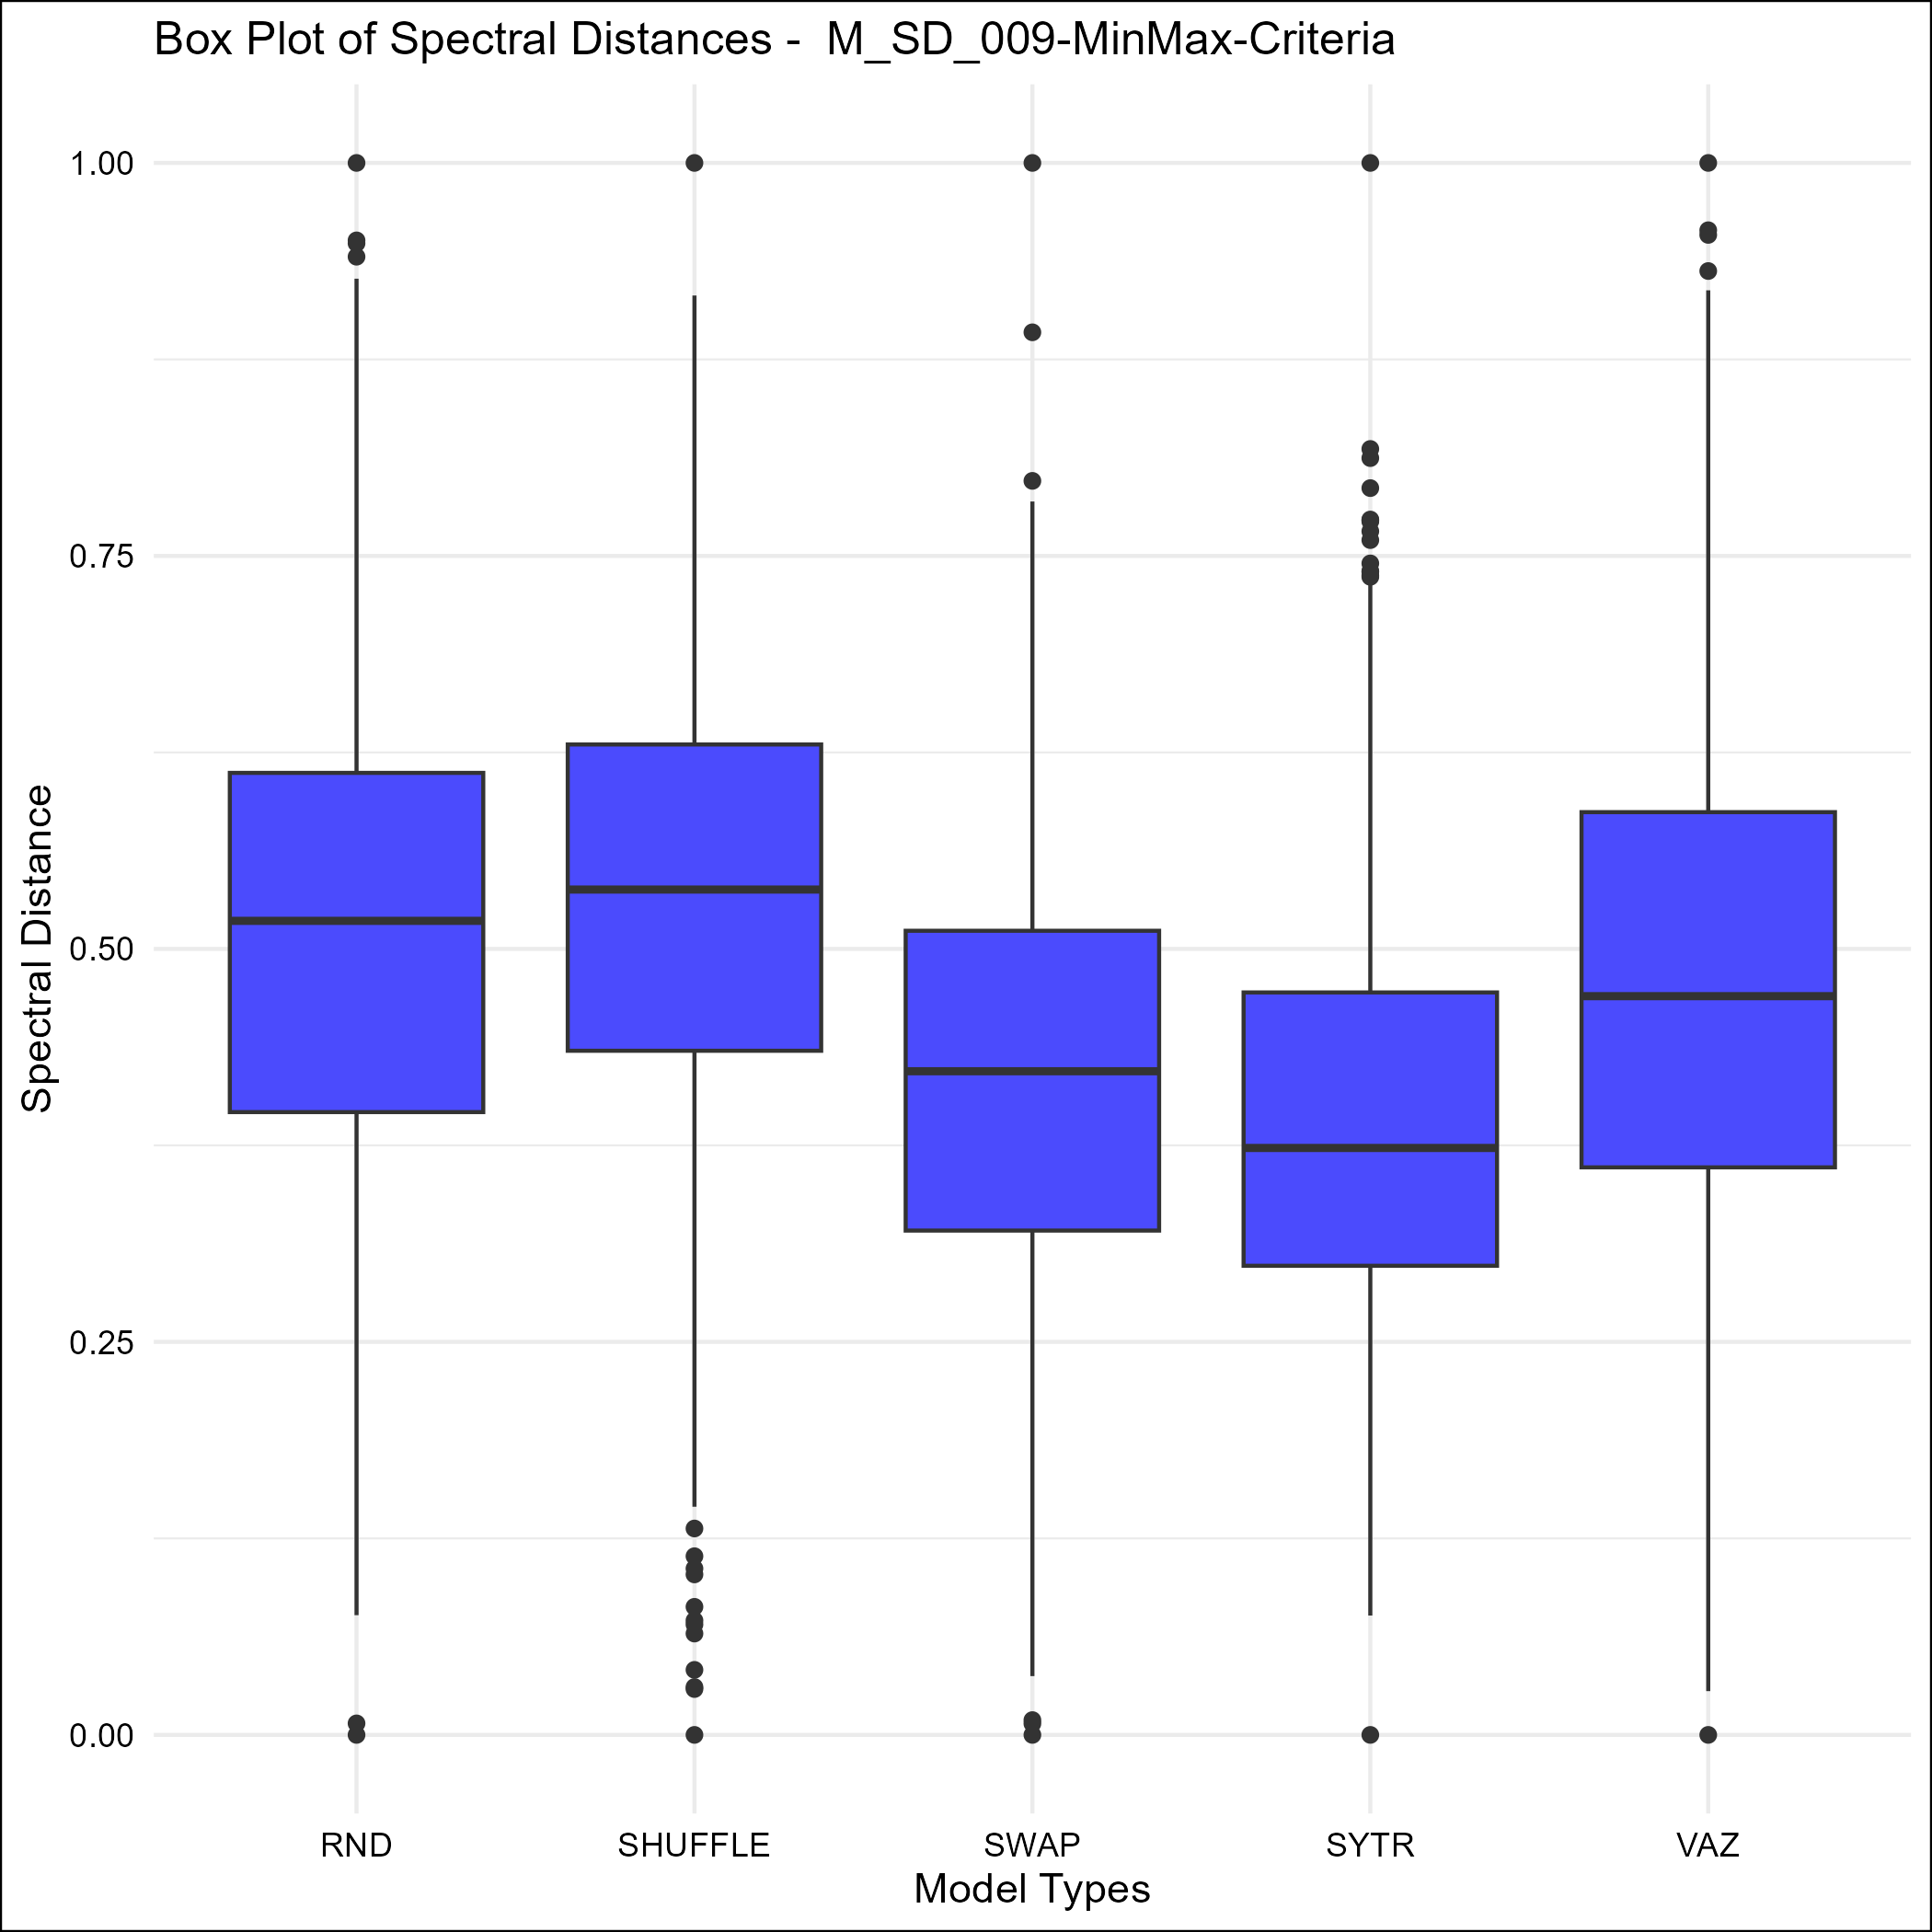 Box Plot of Spectral Distances -  M_SD_009-MinMax-Criteria
Spectral Distance
1.00
0.75
0.50
0.25
0.00
RND SHUFFLE SWAP SYTR VAZ
Model Types